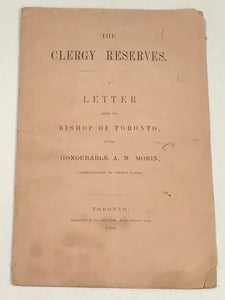 THE
CLERGY RESERVES.
A
LETTER
FROM THE
BISHOP OF TORONTO,
TO THE
HONOURABLE A. N. MORIN,
COMMISSIONER OF CROWN LANDS.
TORONTO: